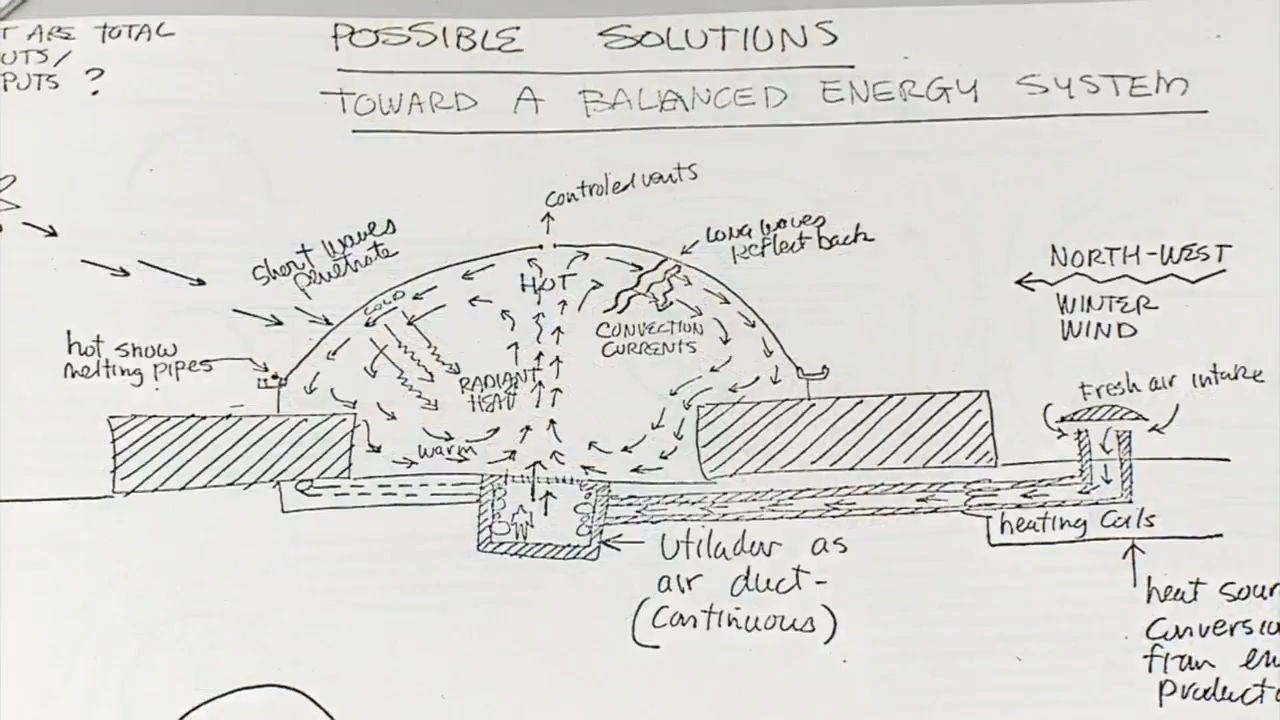 T ARE TOTAL
UTS/
PUTS ?
POSSIBLE SOLUTIONS
TOWARD A BALANCED ENERGY SYSTEM
controled vents
short waves
penetrate
long waves
Reflect back
NORTH-WEST
WINTER
WIND
COLD
HOT
CONVECTION
CURRENTS
hot snow
melting pipes
RADIANT
HEAT
Fresh air intake
warm
heating Coils
Utilador as
air duct-
(Continuous)
heat sour
Conversio
from en
product